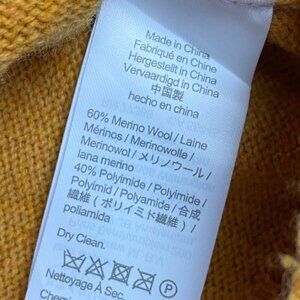 Made in China
Fabriqué en Chine
Hergestellt in China
Vervaardigd in China
中国製
hecho en china
60% Merino Wool / Laine
Mérinos / Merinowolle /
Merinowol / メリノウール /
lana merino
40% Polyimide / Polyimide /
Polyimid / Polyamide / 合成
繊維 (ポリイミド繊維) /
poliamida
Dry Clean.
Nettoyage À Sec.